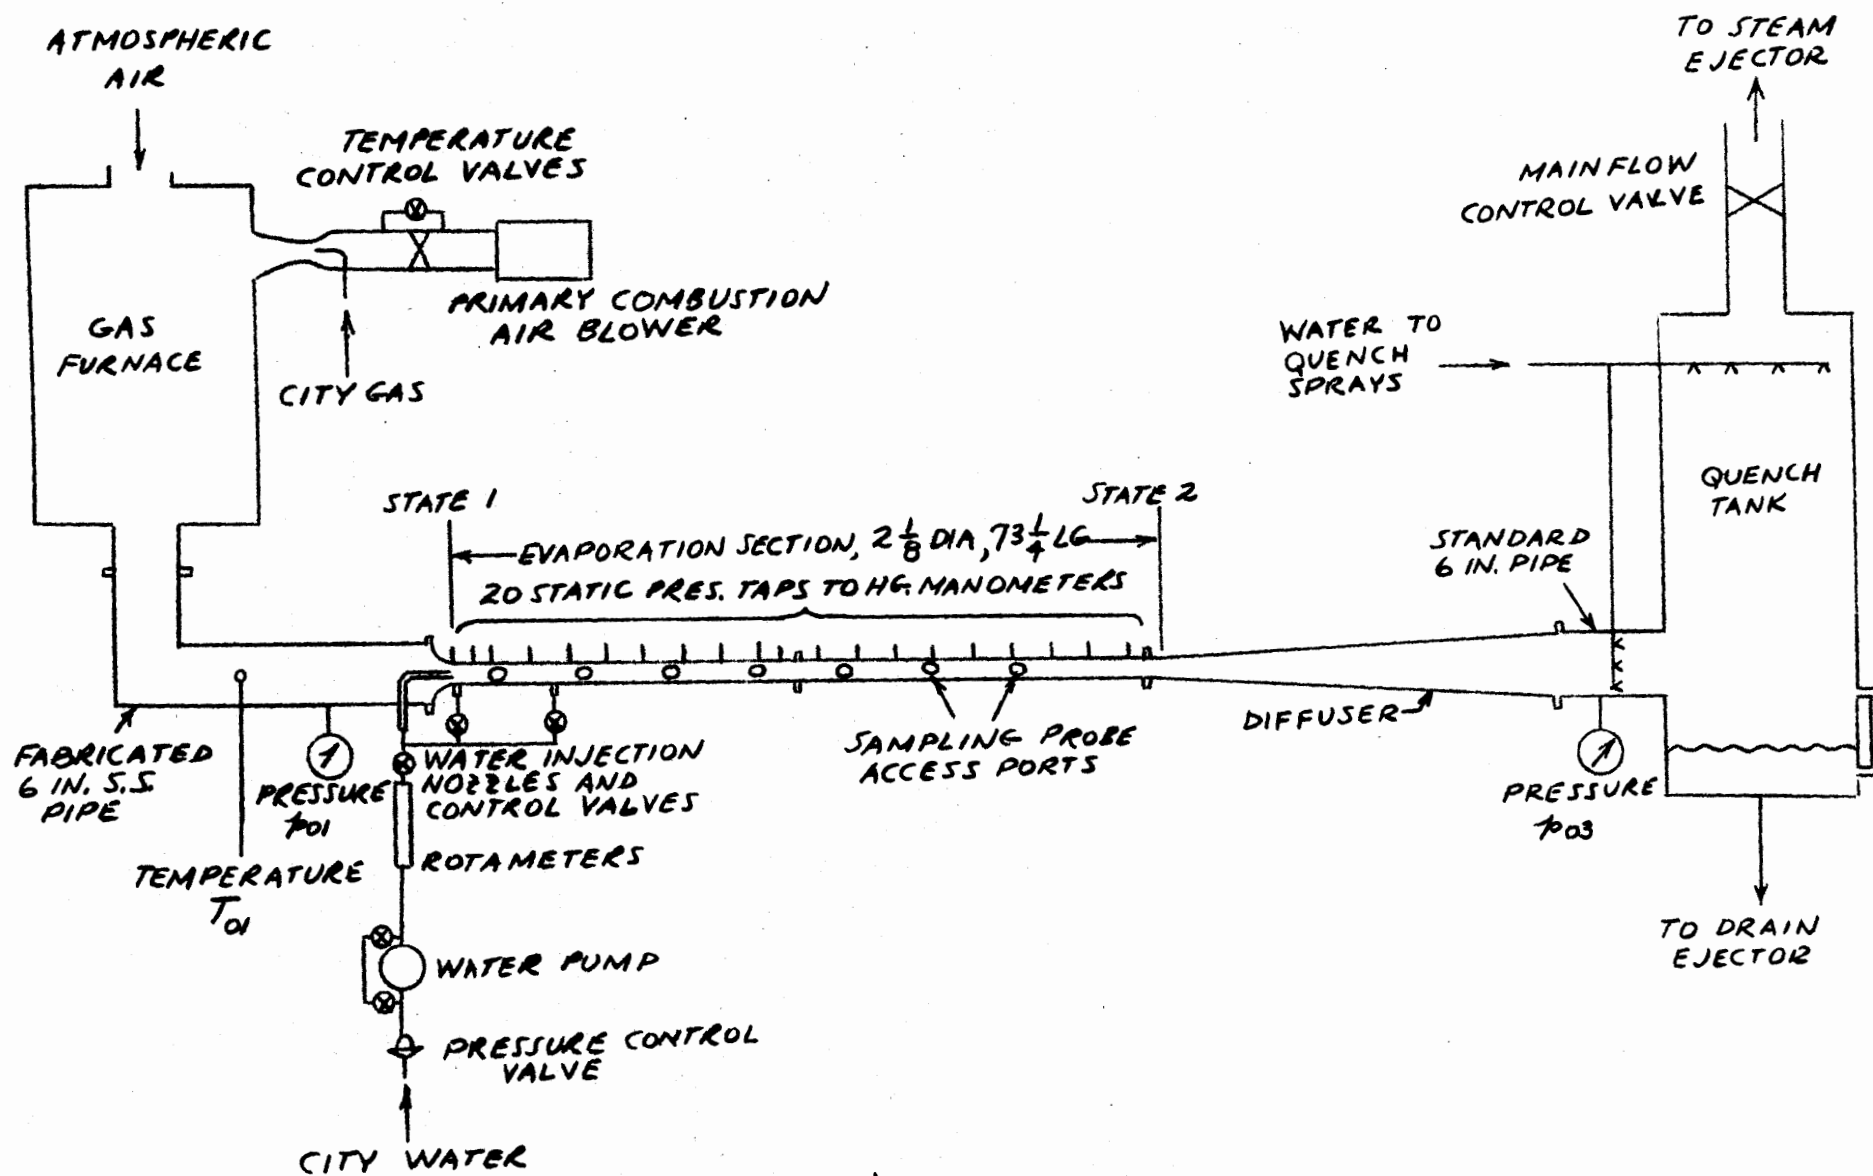 ATMOSPHERIC
AIR
TEMPERATURE
CONTROL VALVES
PRIMARY COMBUSTION
AIR BLOWER
GAS
FURNACE
CITY GAS
TO STEAM
EJECTOR
MAIN FLOW
CONTROL VALVE
WATER TO
QUENCH
SPRAYS
QUENCH
TANK
STANDARD
6 IN. PIPE
STATE 1
STATE 2
EVAPORATION SECTION, 2 1/8 DIA, 73 1/4 LG
20 STATIC PRES. TAPS TO HG. MANOMETERS
FABRICATED
6 IN. S.S.
PIPE
PRESSURE
p01
TEMPERATURE
T01
WATER INJECTION
NOZZLES AND
CONTROL VALVES
ROTAMETERS
WATER PUMP
PRESSURE CONTROL
VALVE
CITY WATER
SAMPLING PROBE
ACCESS PORTS
DIFFUSER
PRESSURE
p03
TO DRAIN
EJECTOR